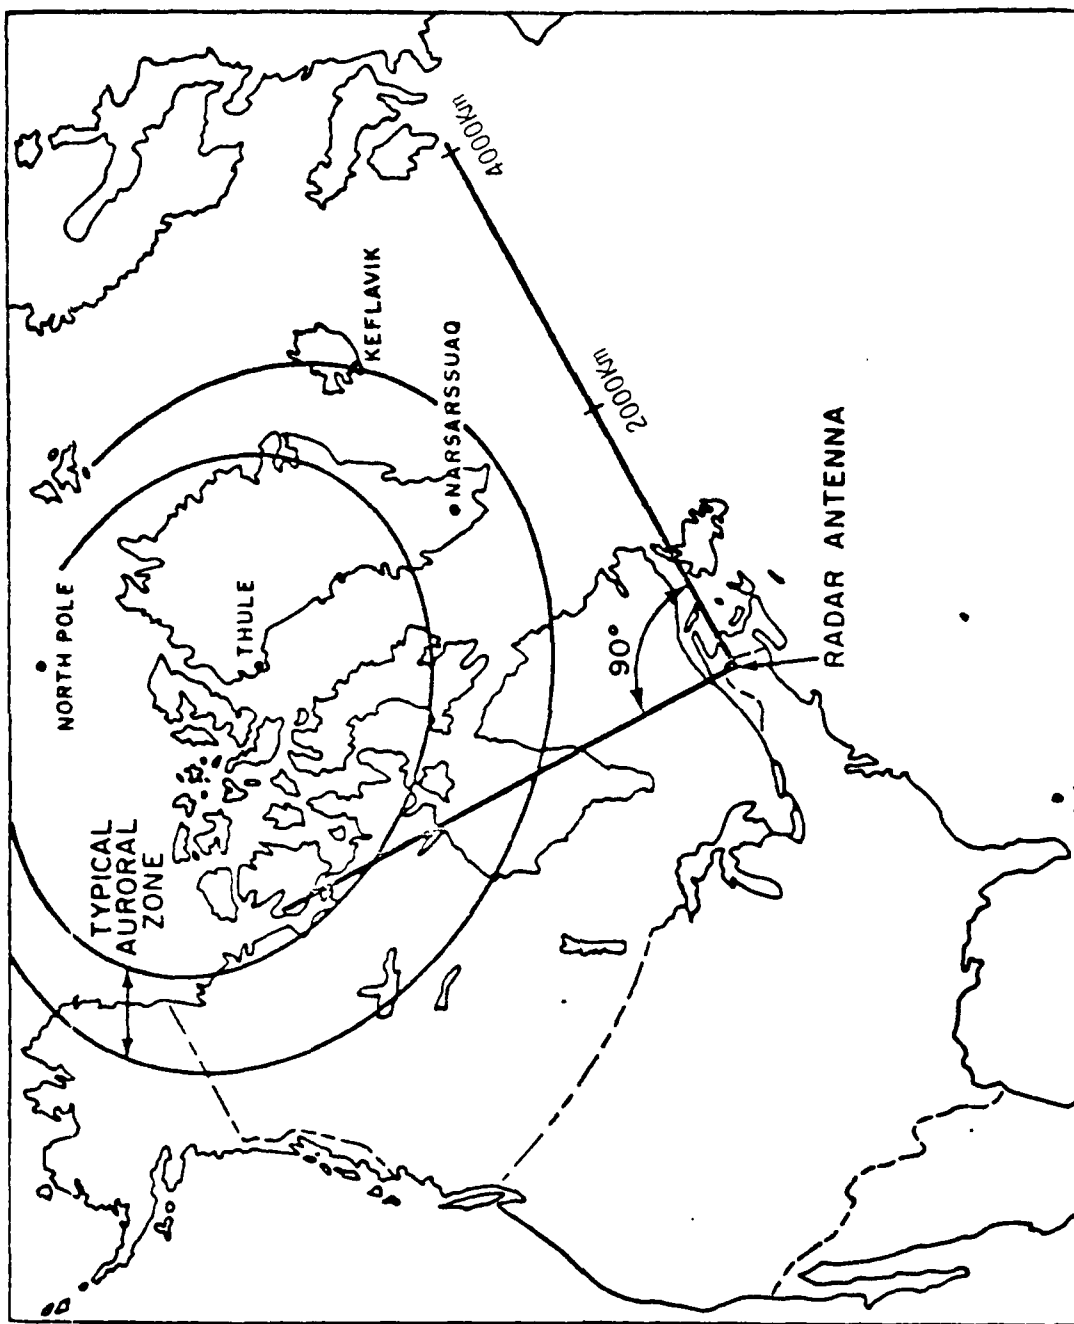 TYPICAL
AURORAL
ZONE
NORTH POLE
THULE
KEFLAVIK
NARSARSSUAQ
4000Km
2000Km
90°
RADAR ANTENNA